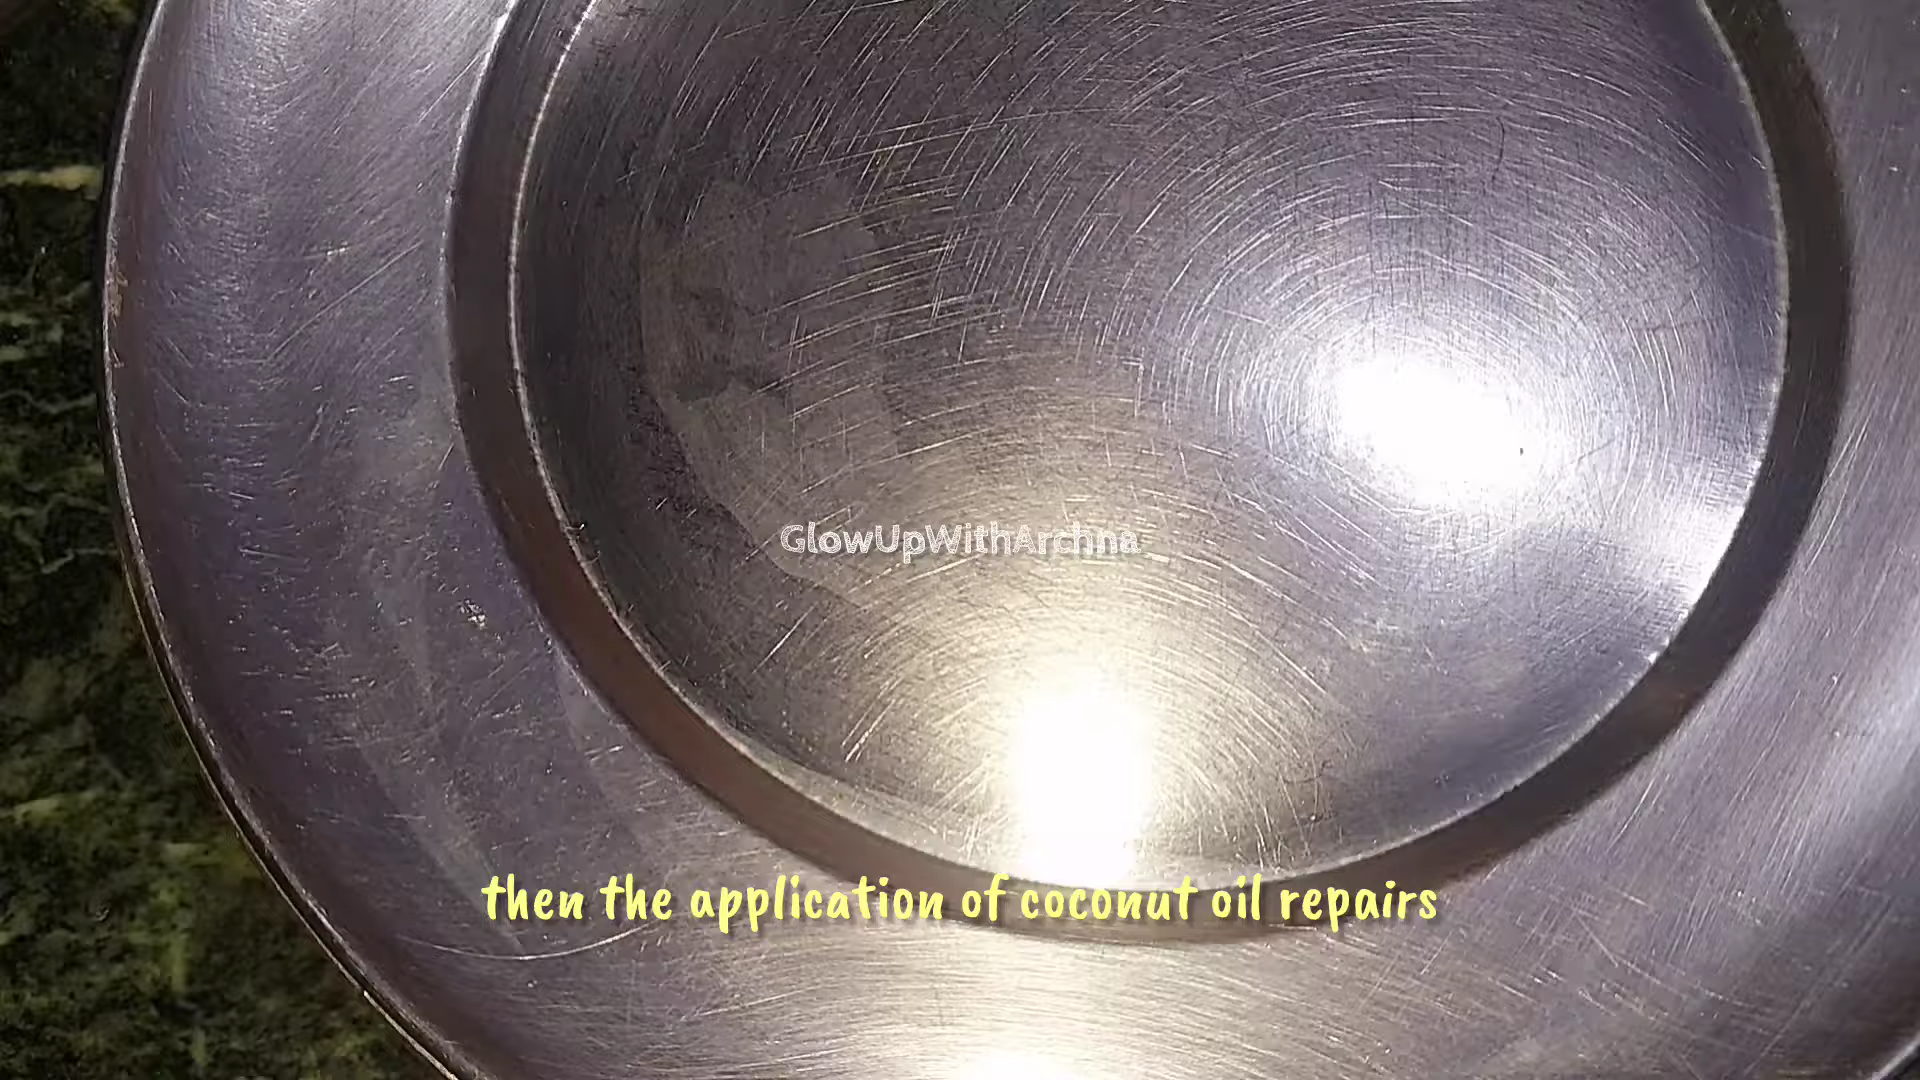 GlowUpWithArchna
then the application of coconut oil repairs